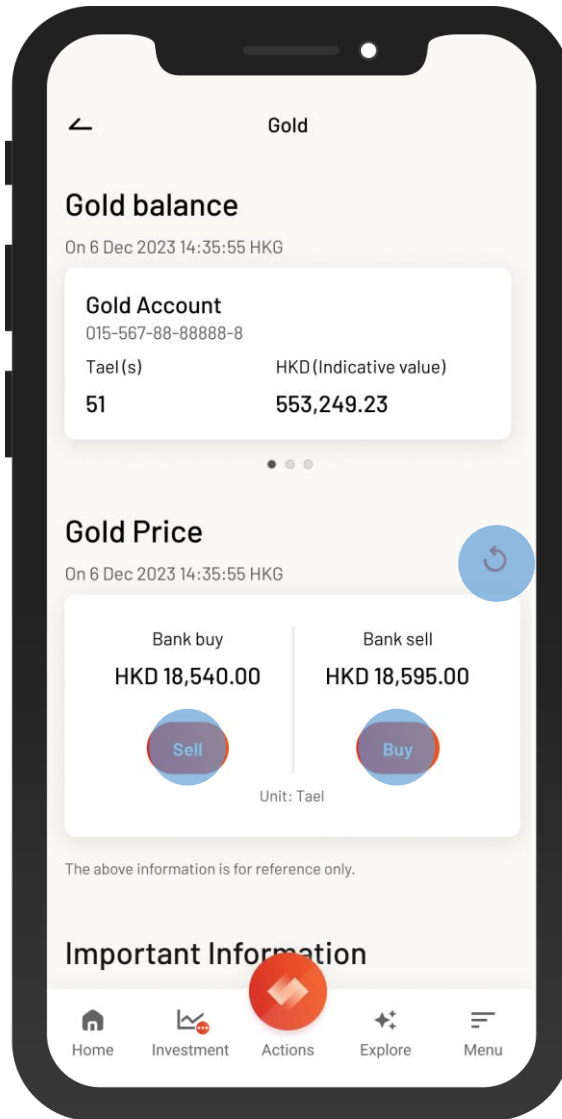 Gold
Gold balance
On 6 Dec 2023 14:35:55 HKG
Gold Account
015-567-88-88888-8
Tael(s) HKD(Indicative value)
51 553,249.23
Gold Price
On 6 Dec 2023 14:35:55 HKG
Bank buy Bank sell
HKD 18,540.00 HKD 18,595.00
Sell Buy
Unit: Tael
The above information is for reference only.
Important Information
Home Investment Actions Explore Menu